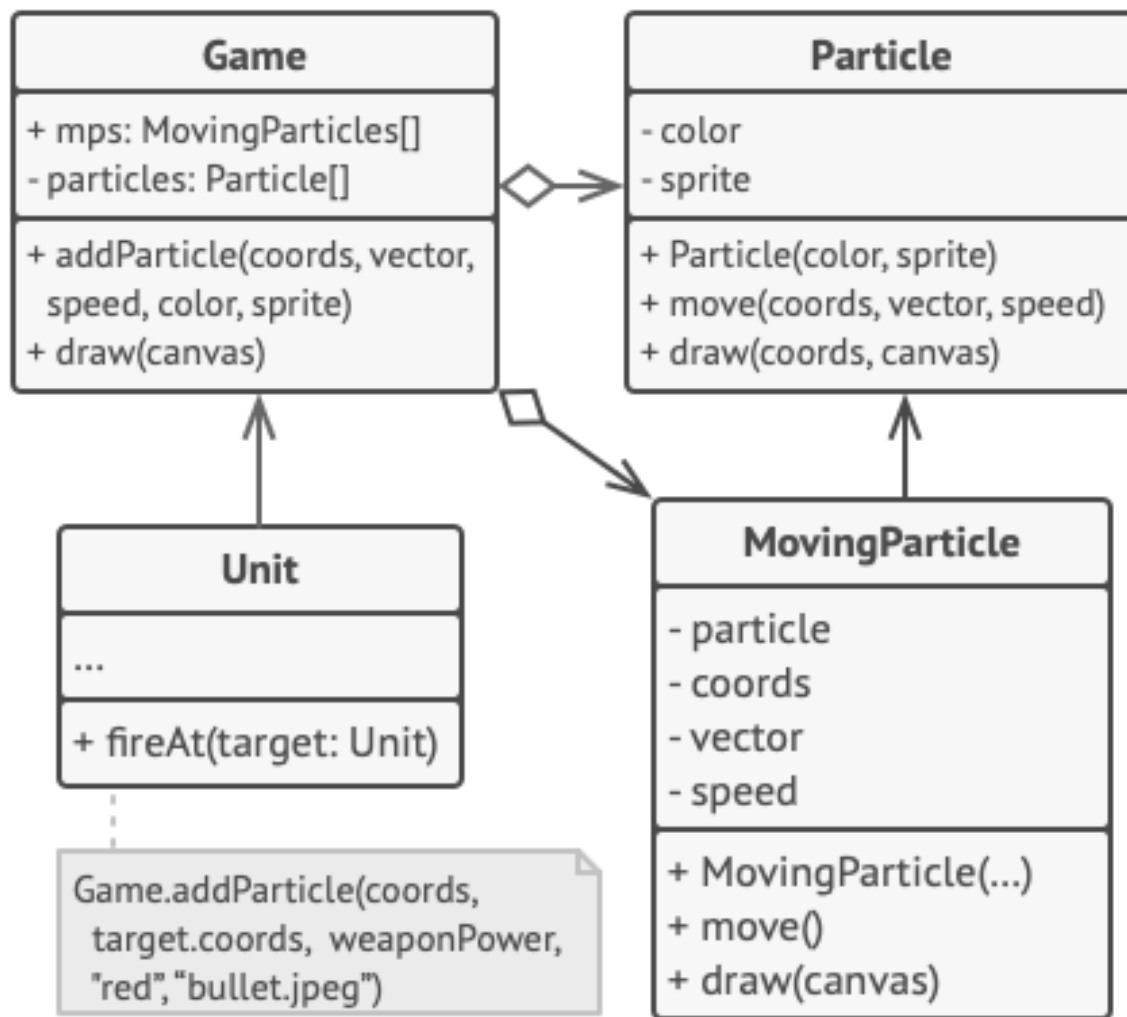 Game
+ mps: MovingParticles[]
- particles: Particle[]
+ addParticle(coords, vector,
speed, color, sprite)
+ draw(canvas)
Particle
- color
- sprite
+ Particle(color, sprite)
+ move(coords, vector, speed)
+ draw(coords, canvas)
Unit
...
+ fireAt(target: Unit)
Game.addParticle(coords,
target.coords, weaponPower,
"red”,“bullet.jpeg”)
MovingParticle
- particle
- coords
- vector
- speed
+ MovingParticle(...)
+ move()
+ draw(canvas)